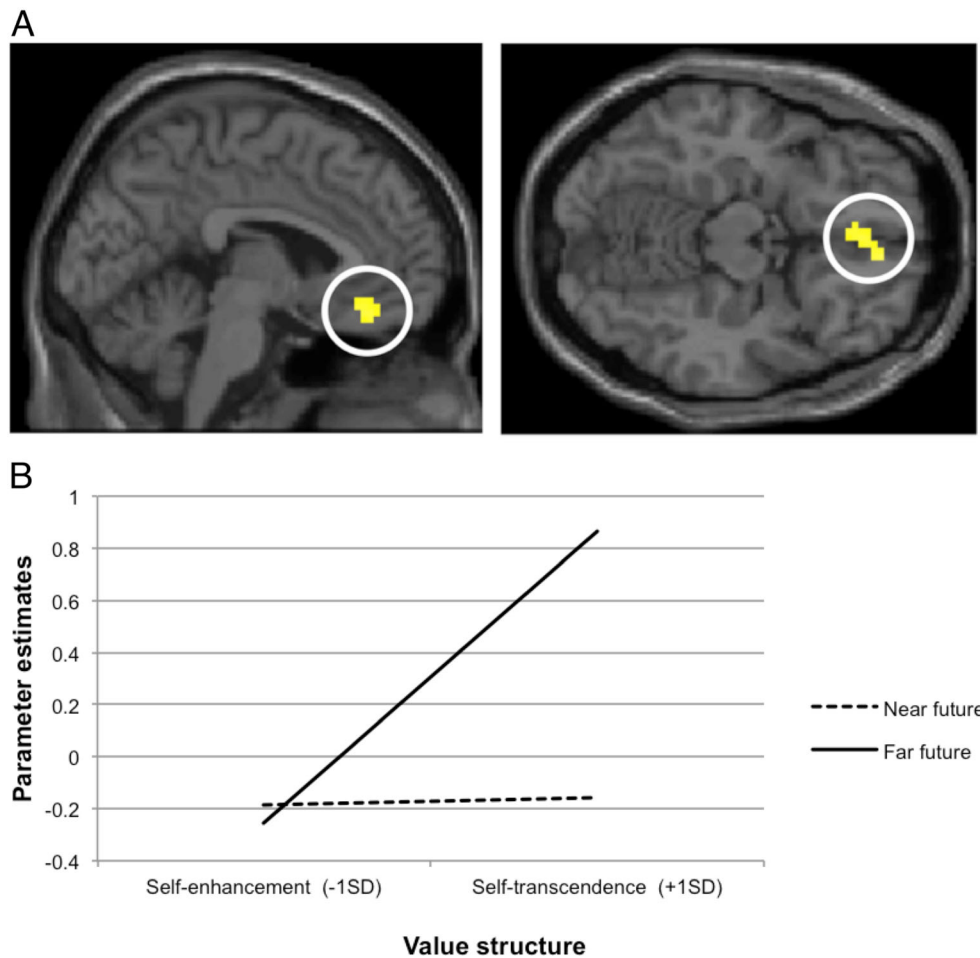 A
B
1
0.8
0.6
0.4
0.2
0
-0.2
-0.4
Parameter estimates
Self-enhancement (-1SD)
Self-transcendence (+1SD)
Value structure
Near future
Far future